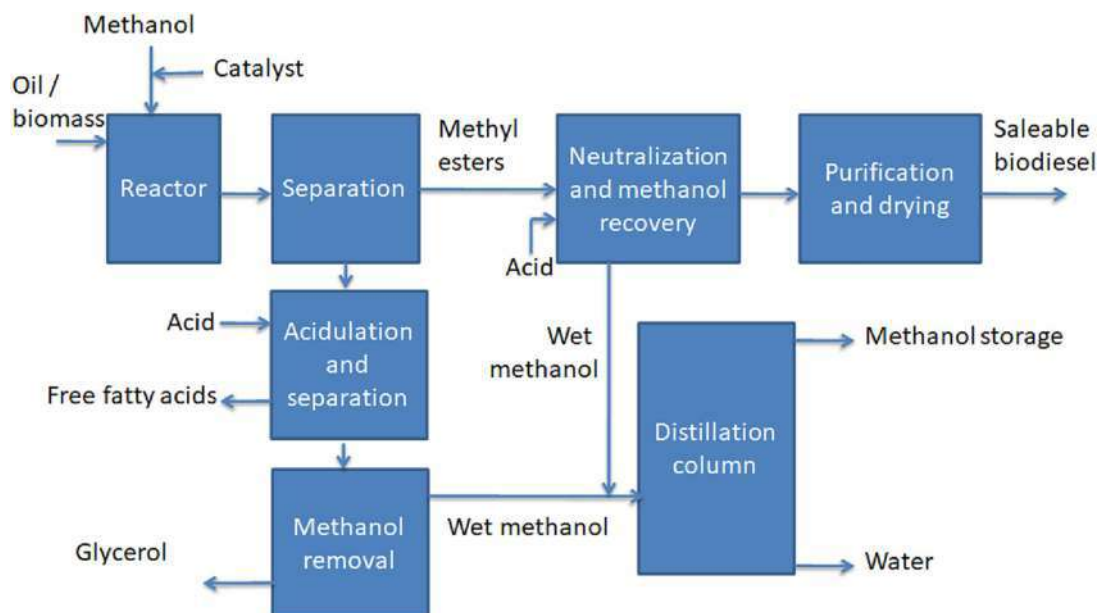 Methanol
Catalyst
Oil /
biomass
Reactor
Separation
Methyl
esters
Neutralization
and methanol
recovery
Acid
Purification
and drying
Saleable
biodiesel
Acid
Acidulation
and
separation
Free fatty acids
Wet
methanol
Distillation
column
Methanol storage
Methanol
removal
Wet methanol
Glycerol
Water